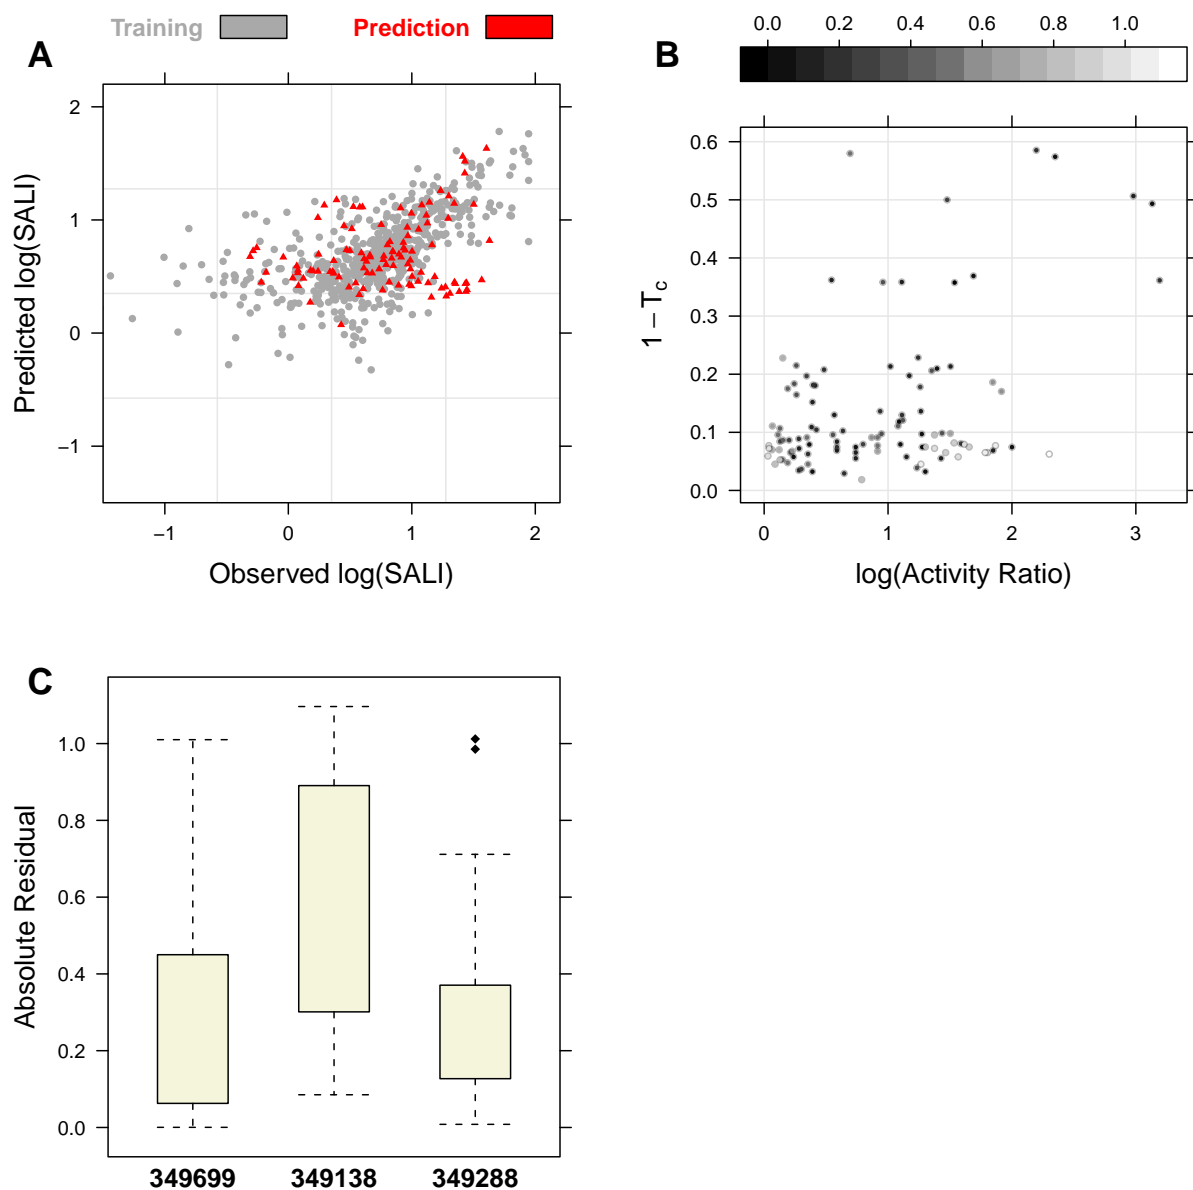 Training Prediction
A
2
1
0
−1
Predicted log(SALI)
−1 0 1 2
Observed log(SALI)
B
0.0 0.2 0.4 0.6 0.8 1.0
0.6
0.5
0.4
0.3
0.2
0.1
0.0
1 − Tc
0 1 2 3
log(Activity Ratio)
C
1.0
0.8
0.6
0.4
0.2
0.0
Absolute Residual
349699 349138 349288